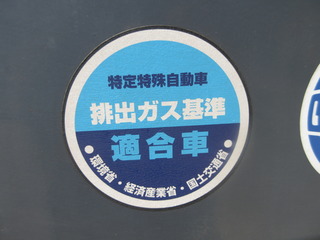 特定特殊自動車
排出ガス基準
適合車
・環境省・経済産業省・国土交通省・